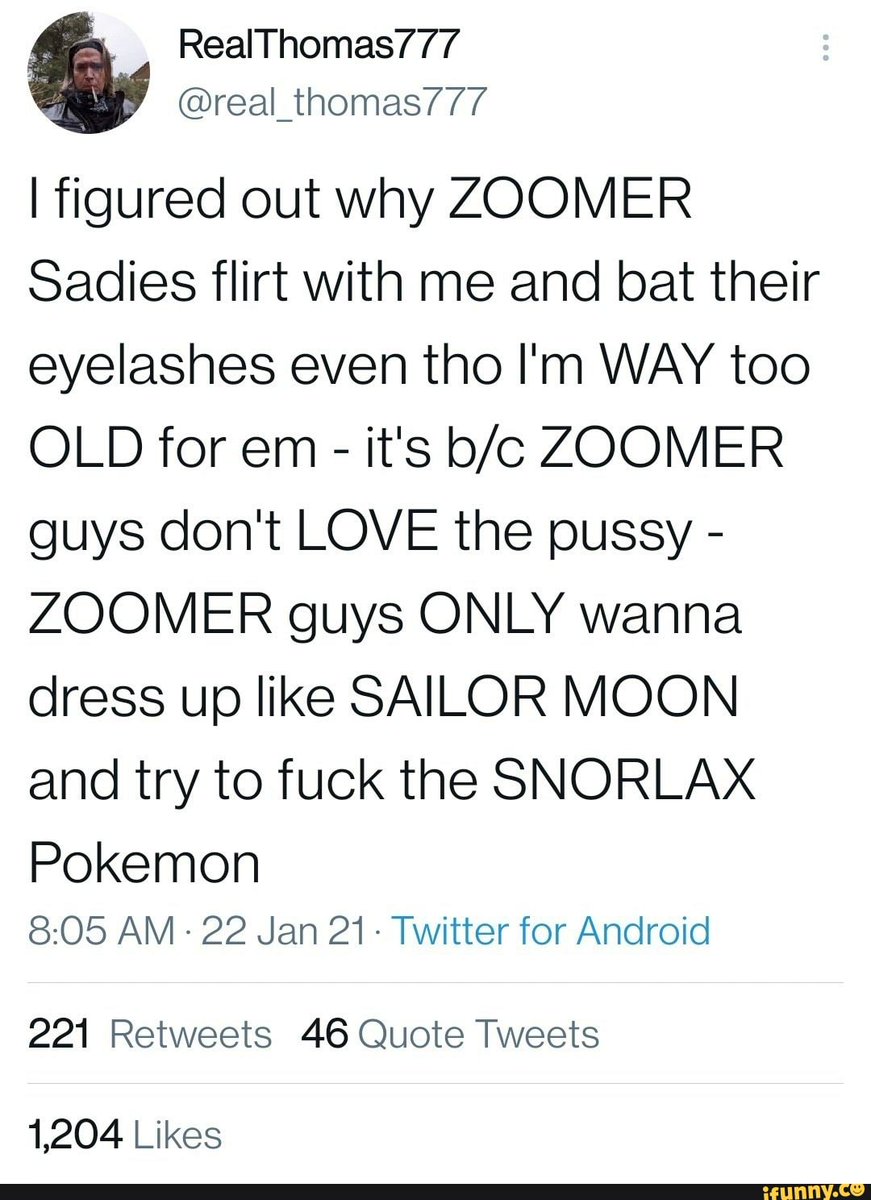 RealThomas777
@real_thomas777
I figured out why ZOOMER
Sadies flirt with me and bat their
eyelashes even tho I'm WAY too
OLD for em - it's b/c ZOOMER
guys don't LOVE the pussy -
ZOOMER guys ONLY wanna
dress up like SAILOR MOON
and try to fuck the SNORLAX
Pokemon
8:05 AM · 22 Jan 21 · Twitter for Android
221 Retweets 46 Quote Tweets
1,204 Likes
ifunny.co